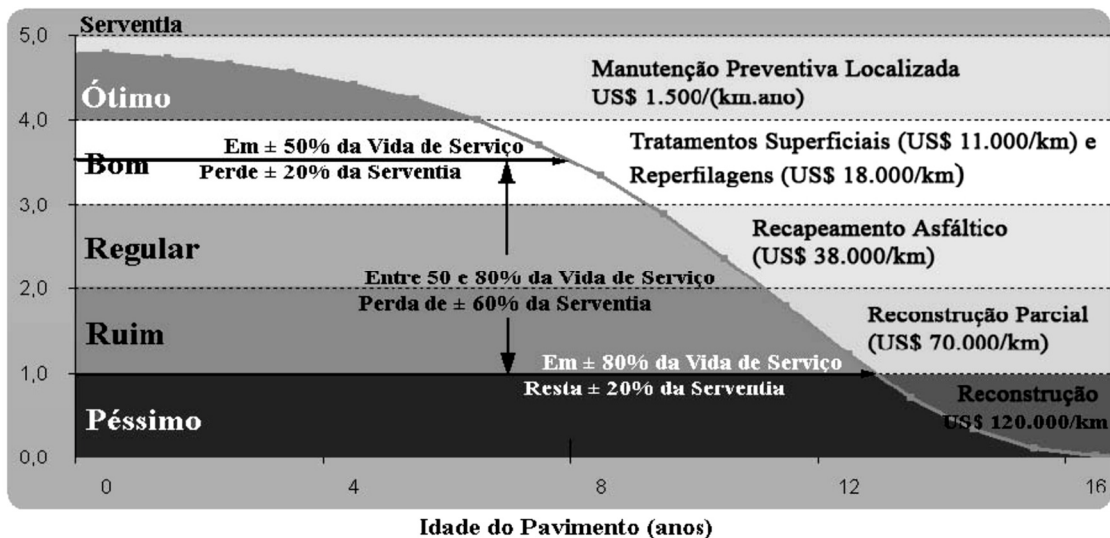 Serventia
5,0
4,0
3,0
2,0
1,0
0,0
Ótimo
Bom
Regular
Ruim
Péssimo
Manutenção Preventiva Localizada
US$ 1.500/(km.ano)
Em ± 50% da Vida de Serviço
Perde ± 20% da Serventia
Tratamentos Superficiais (US$ 11.000/km) e
Reperfilagens (US$ 18.000/km)
Recapeamento Asfáltico
(US$ 38.000/km)
Entre 50 e 80% da Vida de Serviço
Perda de ± 60% da Serventia
Reconstrução Parcial
(US$ 70.000/km)
Em ± 80% da Vida de Serviço
Resta ± 20% da Serventia
Reconstrução
US$ 120.000/km
0 4 8 12 16
Idade do Pavimento (anos)